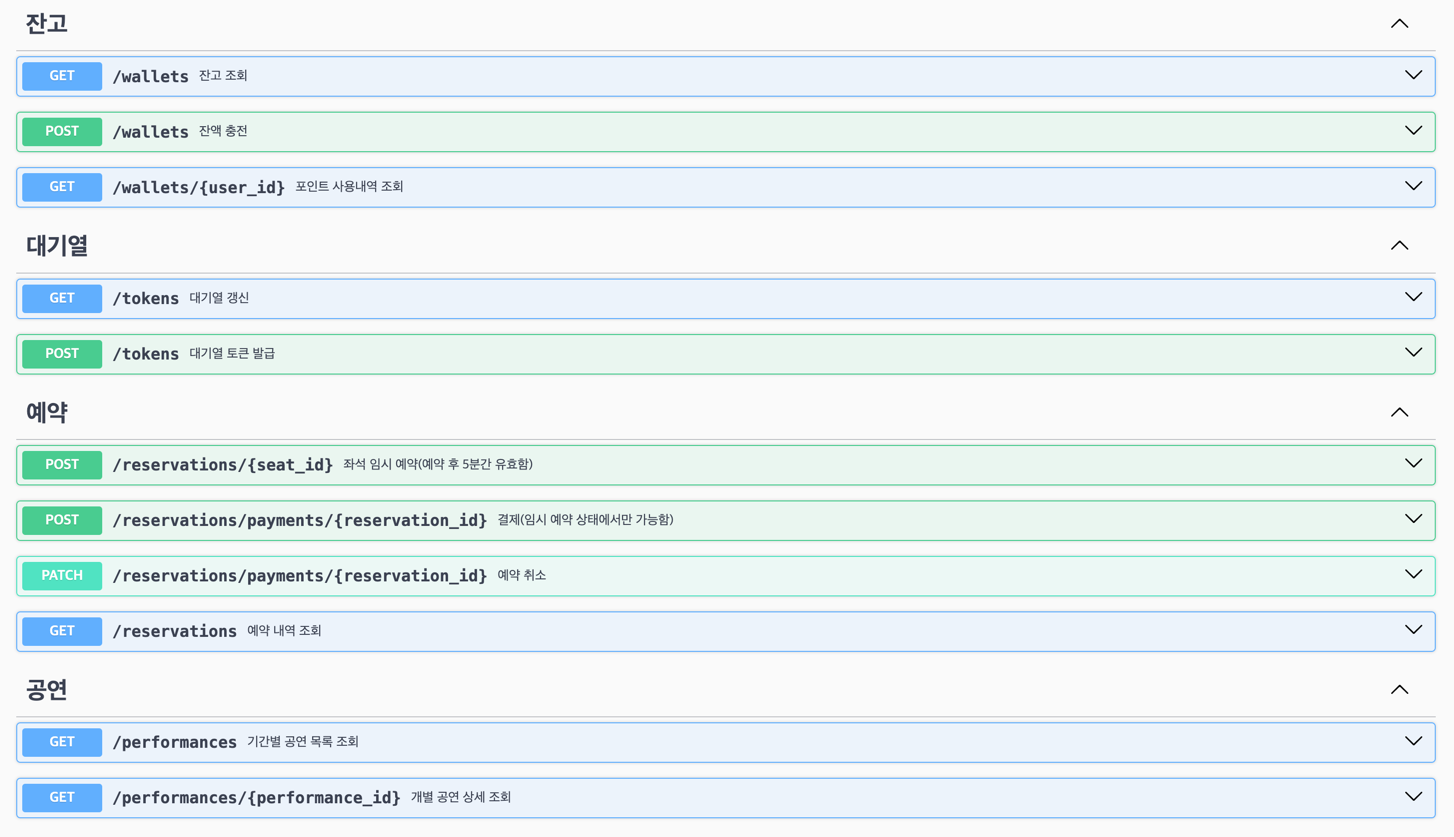 잔고
GET /wallets 잔고 조회
POST /wallets 잔액 충전
GET /wallets/{user_id} 포인트 사용내역 조회
대기열
GET /tokens 대기열 갱신
POST /tokens 대기열 토큰 발급
예약
POST /reservations/{seat_id} 좌석 임시 예약(예약 후 5분간 유효함)
POST /reservations/payments/{reservation_id} 결제(임시 예약 상태에서만 가능함)
PATCH /reservations/payments/{reservation_id} 예약 취소
GET /reservations 예약 내역 조회
공연
GET /performances 기간별 공연 목록 조회
GET /performances/{performance_id} 개별 공연 상세 조회